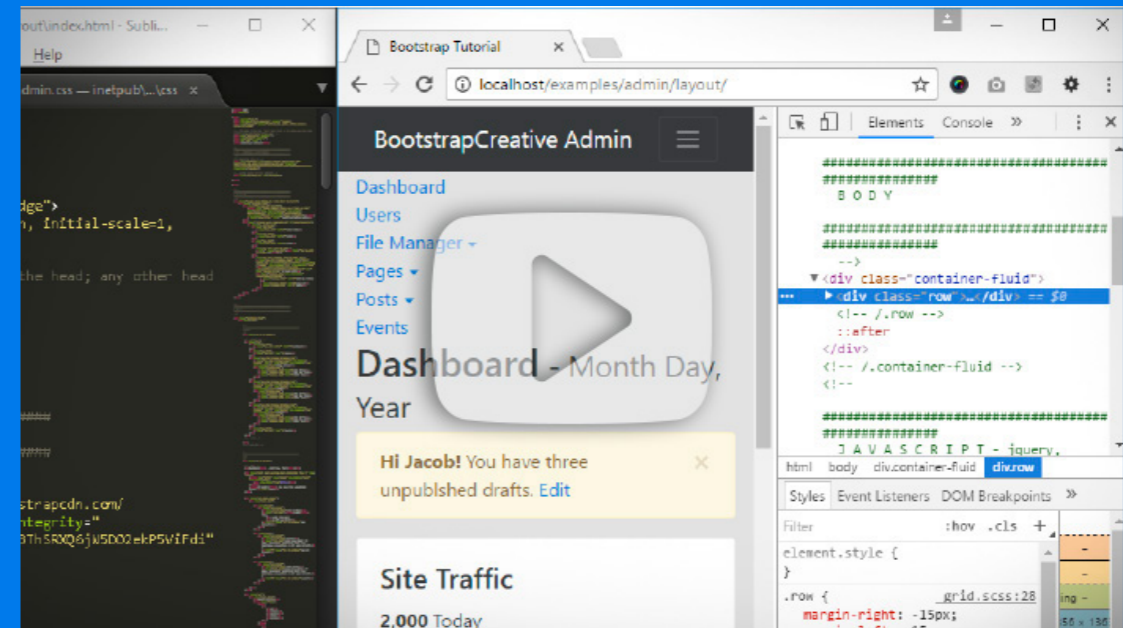 out\index.html - Subli...
Help
dmin.css — inetpub\...\css ×
dge">
, initial-scale=1,
the head; any other head
strapcdn.com/
ntegrity="
Bootstrap Tutorial ×
localhost/examples/admin/layout/
BootstrapCreative Admin
Dashboard
Users
File Manager
Pages
Posts
Events
Dashboard - Month Day,
Year
Hi Jacob! You have three ×
unpublshed drafts. Edit
Site Traffic
2,000 Today
Elements Console »
######################################
################
B O D Y
######################################
################
-->
<div class="container-fluid">
<div class="row">…</div> == $0
<!-- /.row -->
::after
</div>
<!-- /.container-fluid -->
<!--
######################################
################
J A V A S C R I P T - jquery,
html body div.container-fluid div.row
Styles Event Listeners DOM Breakpoints »
Filter :hov .cls +
element.style {
}
.row { _grid.scss:28
margin-right: -15px;